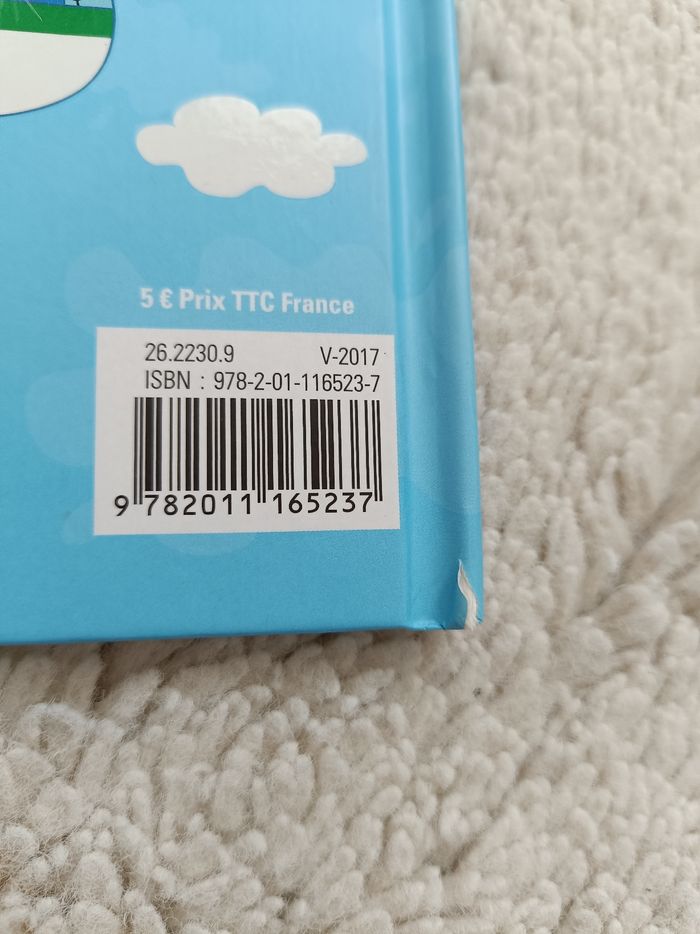 5 € Prix TTC France
26.2230.9 V-2017
ISBN : 978-2-01-116523-7
9 782011 165237